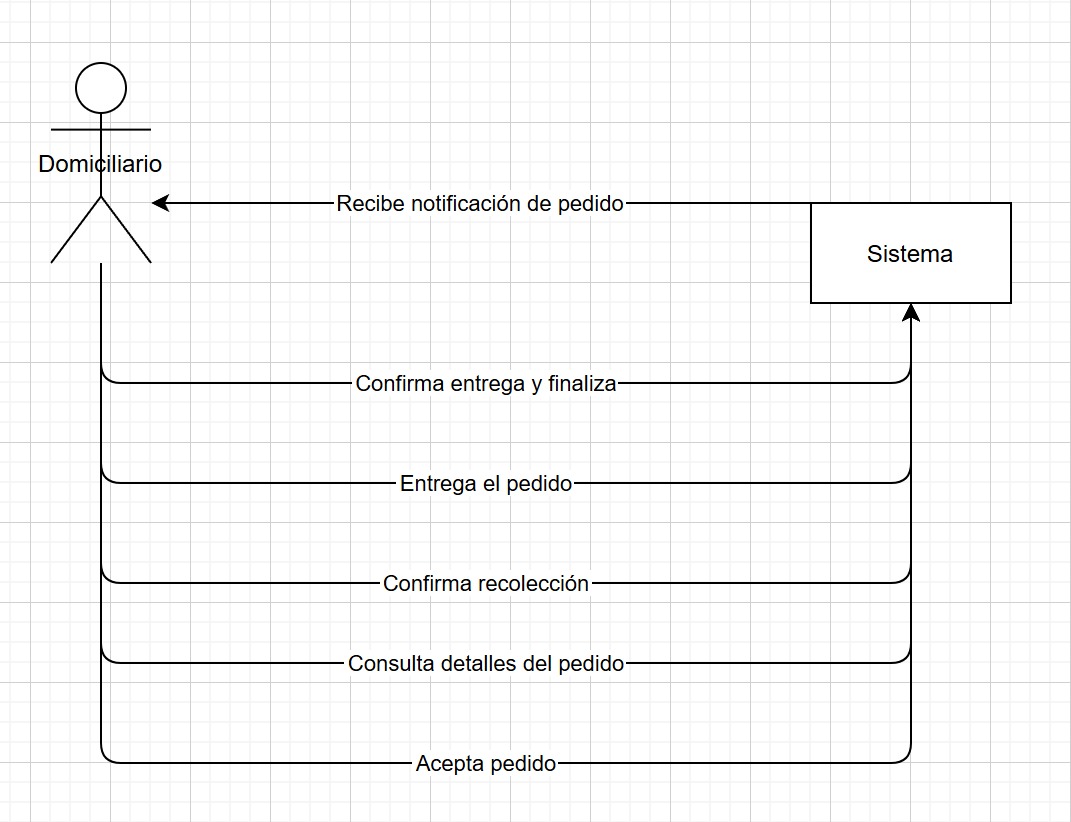 Domiciliario
Recibe notificación de pedido
Sistema
Confirma entrega y finaliza
Entrega el pedido
Confirma recolección
Consulta detalles del pedido
Acepta pedido